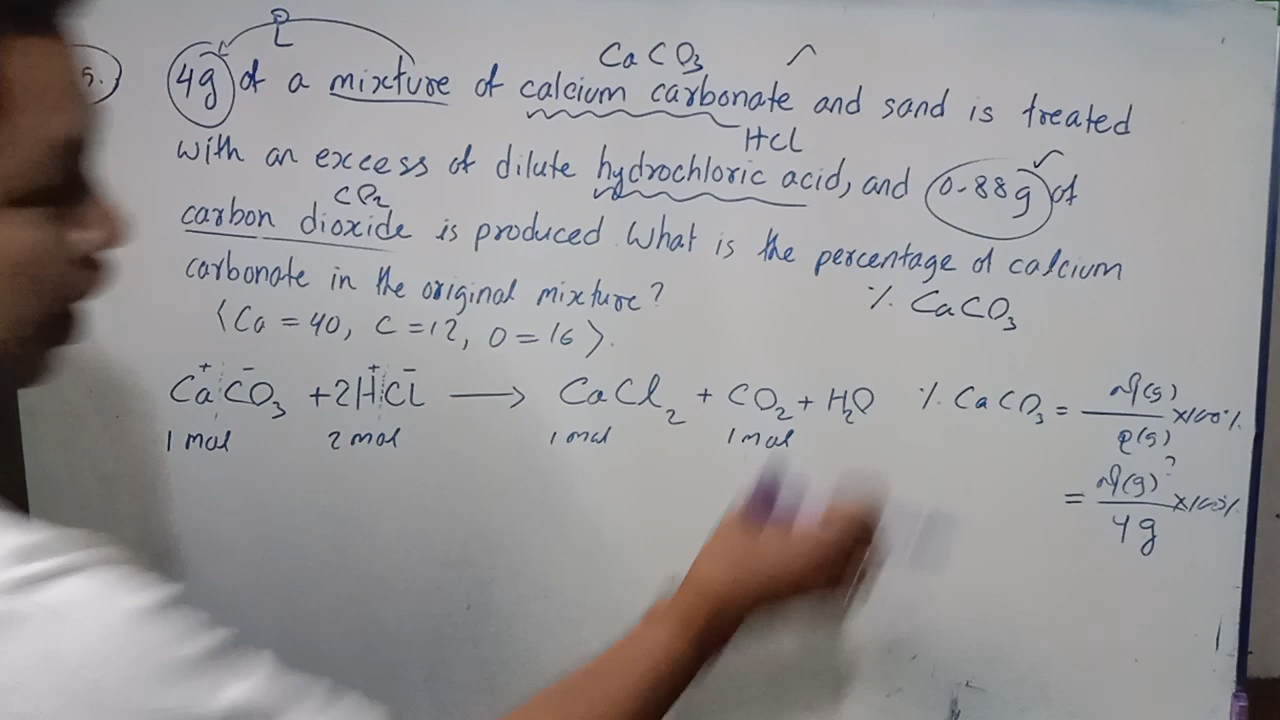 5.)
CaCO3
4g of a mixture of calcium carbonate and sand is treated
HCl
with an excess of dilute hydrochloric acid, and 0.88g of
CO2
carbon dioxide is produced. What is the percentage of calcium
carbonate in the original mixture?
% CaCO3
(Ca = 40, C = 12, O = 16).
CaCO3 + 2HCl → CaCl2 + CO2 + H2O
1 mol 2 mol 1 mol 1 mol
% CaCO3 = (g) / (g) × 100%
= (g)? / 4g × 100%